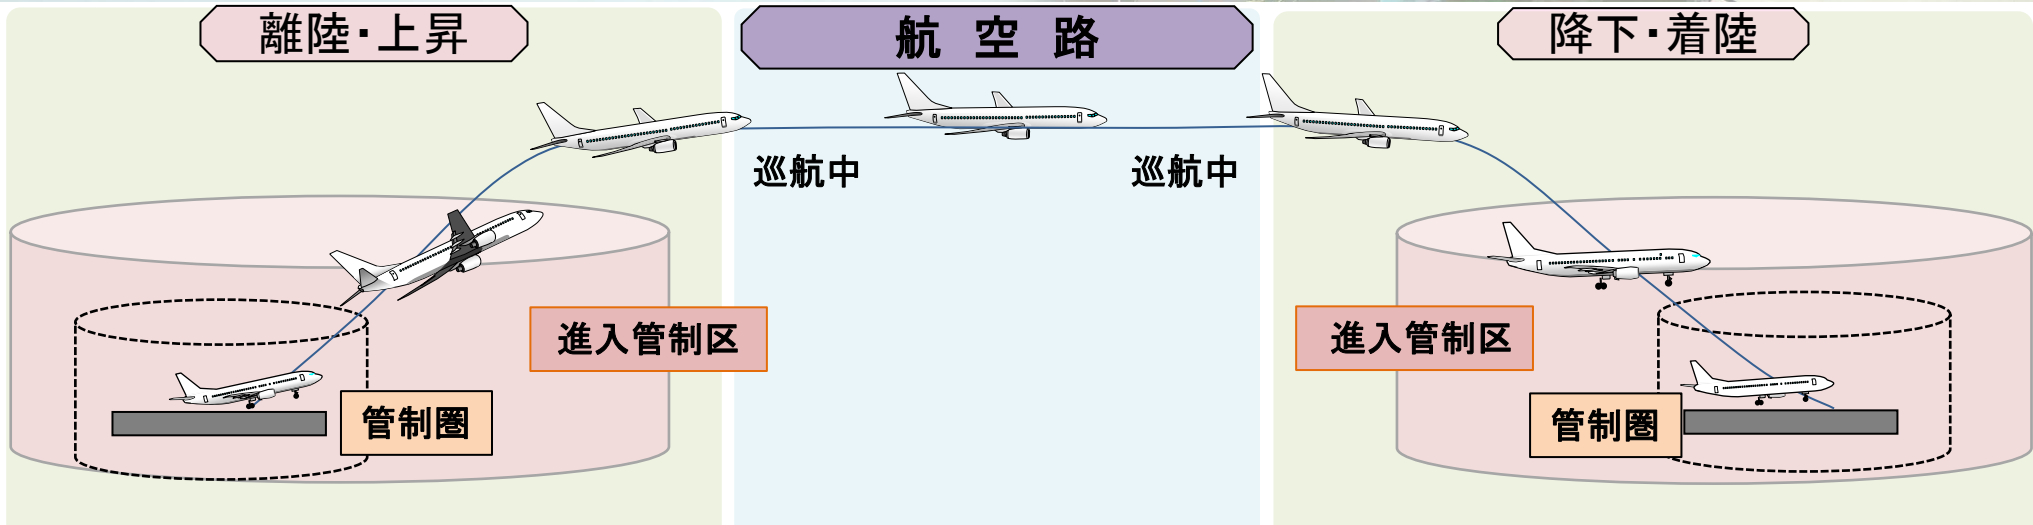 離陸・上昇
航空路
降下・着陸
巡航中
巡航中
進入管制区
進入管制区
管制圏
管制圏